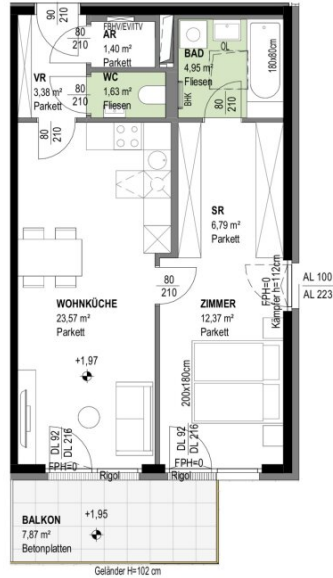 90
210
FBHV/EV/ITV
AR
1,40 m²
Parkett
80
210
VR
3,38 m²
Parkett
WC
1,63 m²
Fliesen
80
210
80
210
BAD
4,95 m²
Fliesen
OL
180x80cm
BHK
80
210
SR
6,79 m²
Parkett
80
210
WOHNKÜCHE
23,57 m²
Parkett
+1,97
ZIMMER
12,37 m²
Parkett
FPH=0
Kämpfer h=112cm
AL 100
AL 223
200x180cm
DL 92
DL 216
FPH=0
Rigol
DL 92
DL 216
FPH=0
Rigol
BALKON
7,87 m²
Betonplatten
+1,95
Geländer H=102 cm